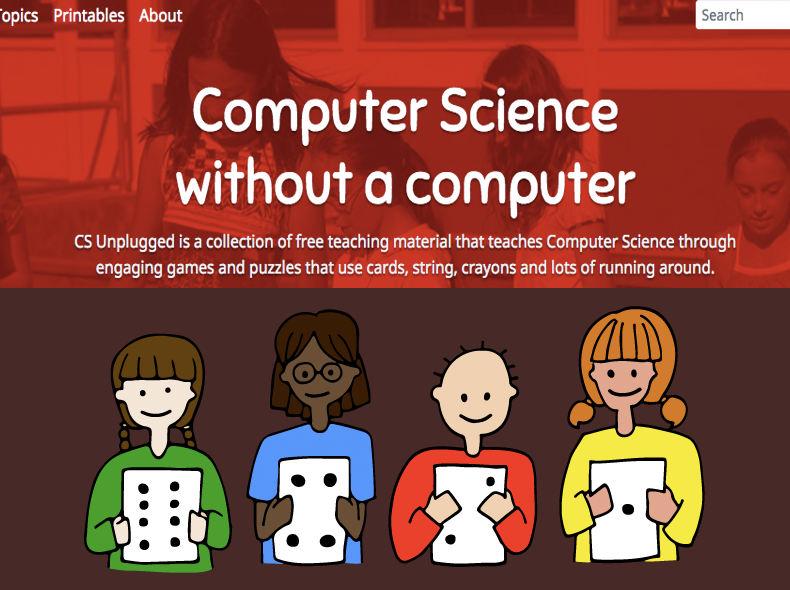 Topics Printables About Search
Computer Science
without a computer
CS Unplugged is a collection of free teaching material that teaches Computer Science through
engaging games and puzzles that use cards, string, crayons and lots of running around.